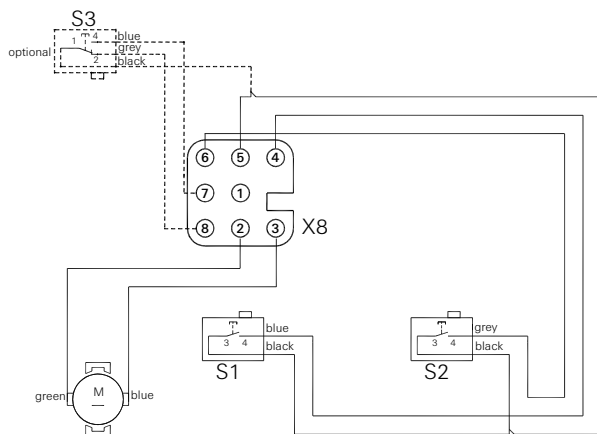 S3
1 4 blue
optional
grey
2 black
6 5 4
7 1
8 2 3 X8
blue
3 4
black
S1
grey
3 4
black
S2
green M blue